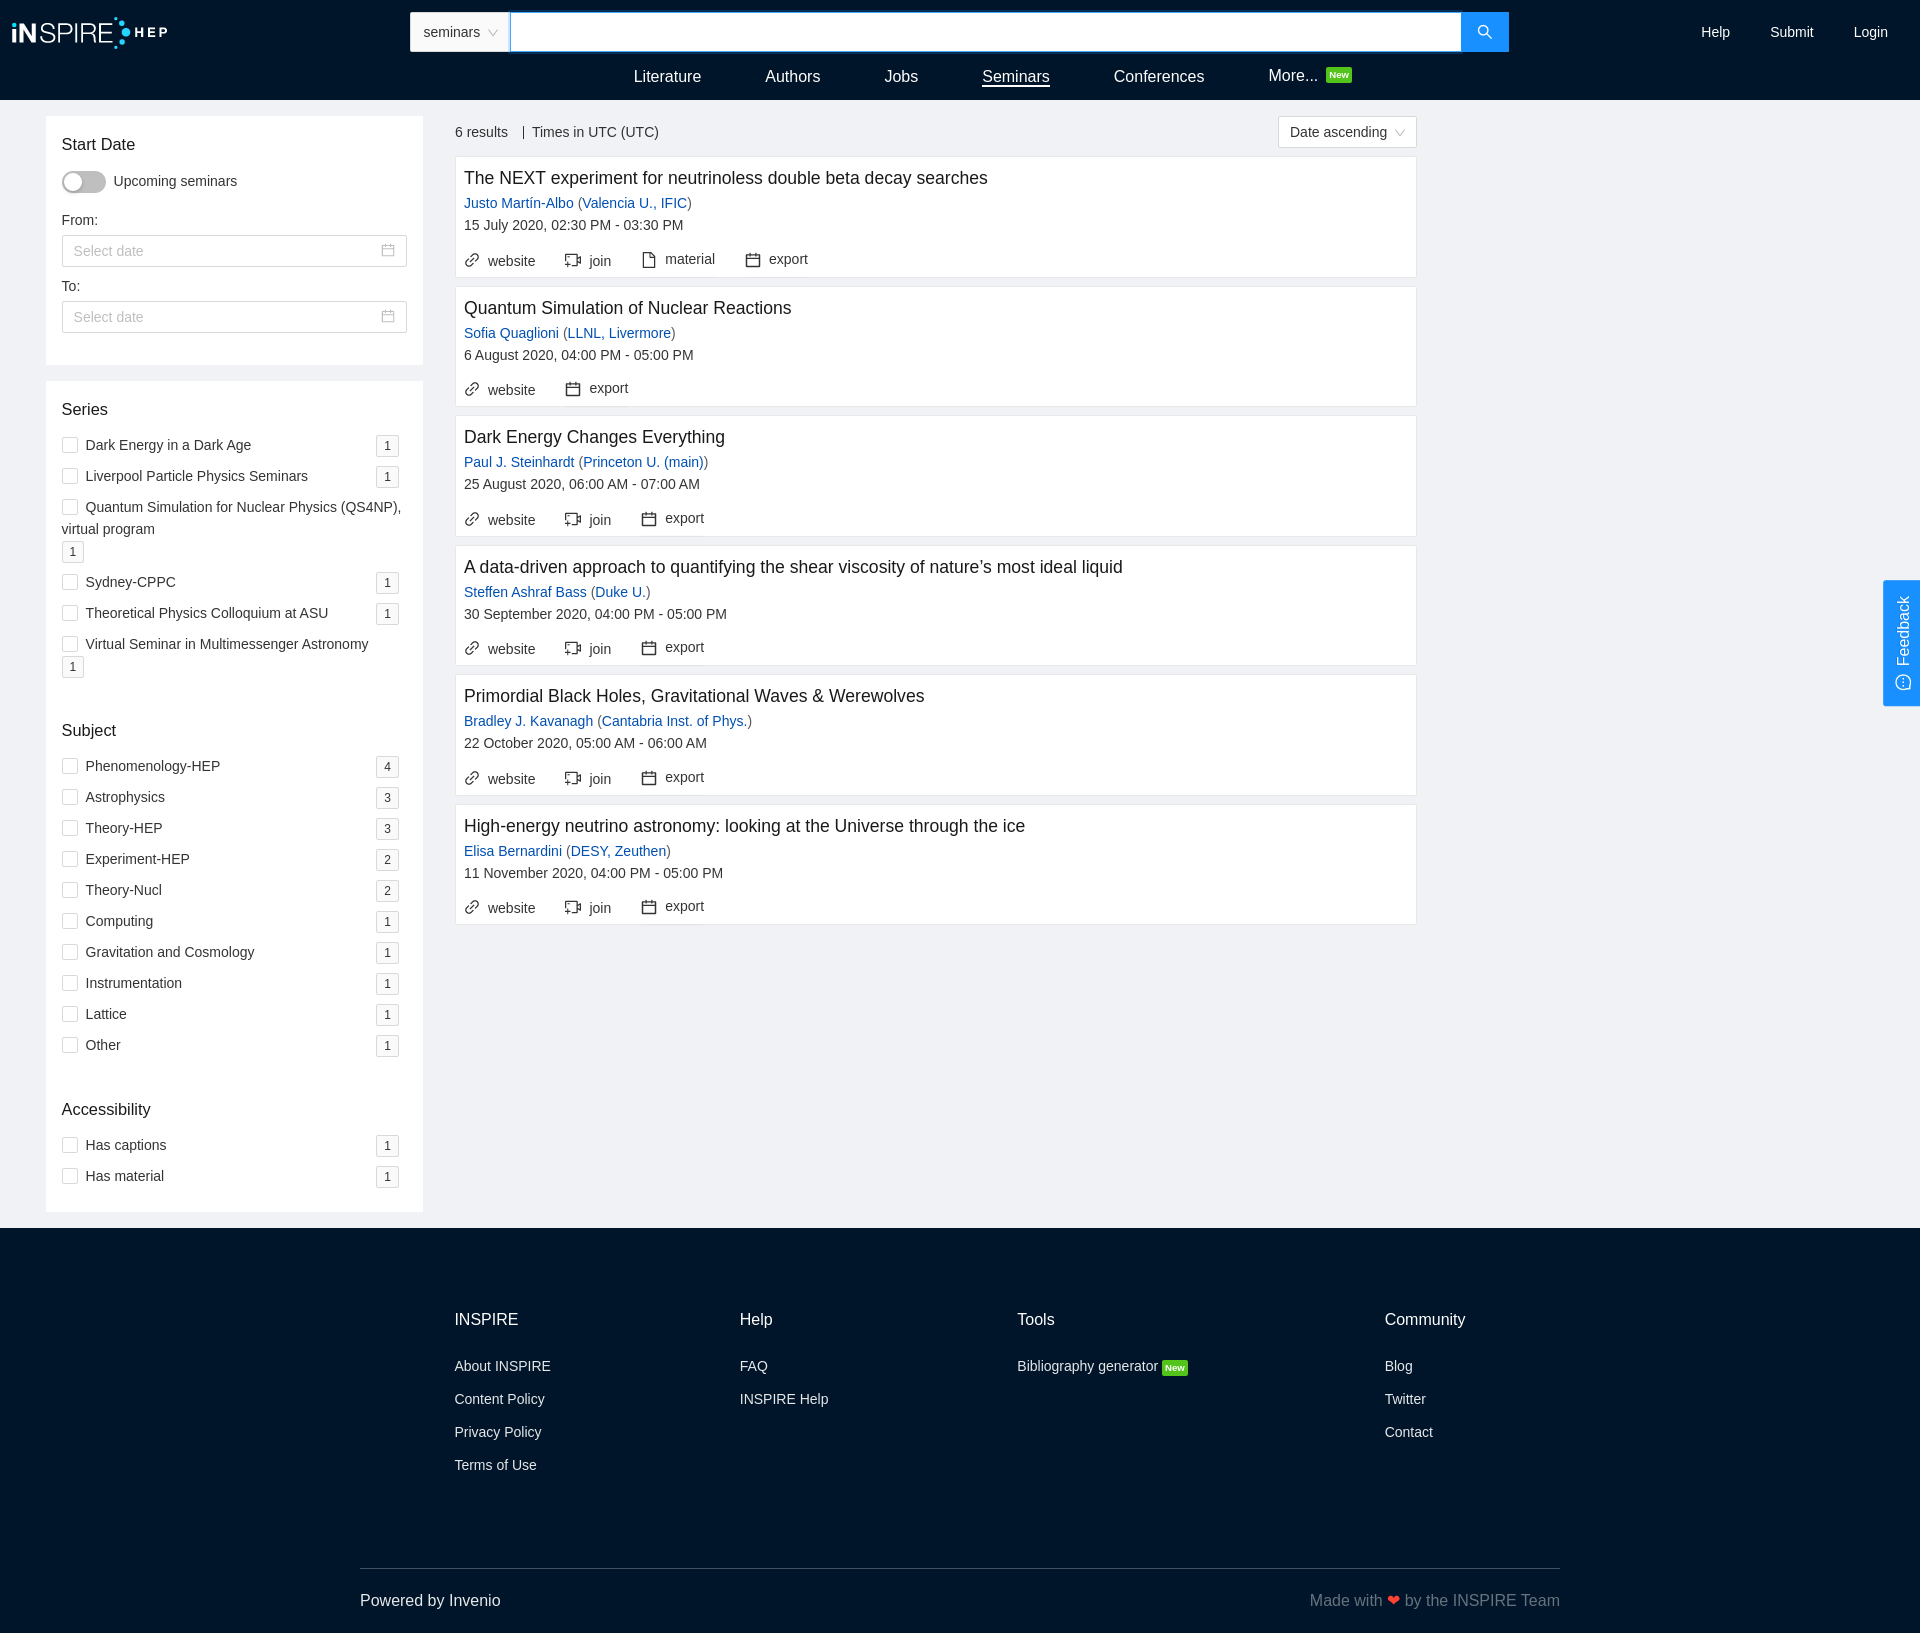 iNSPIRE HEP
seminars
Help Submit Login
Literature Authors Jobs Seminars Conferences More... New
Start Date
Upcoming seminars
From:
Select date
To:
Select date
Series
Dark Energy in a Dark Age 1
Liverpool Particle Physics Seminars 1
Quantum Simulation for Nuclear Physics (QS4NP),
virtual program
1
Sydney-CPPC 1
Theoretical Physics Colloquium at ASU 1
Virtual Seminar in Multimessenger Astronomy
1
Subject
Phenomenology-HEP 4
Astrophysics 3
Theory-HEP 3
Experiment-HEP 2
Theory-Nucl 2
Computing 1
Gravitation and Cosmology 1
Instrumentation 1
Lattice 1
Other 1
Accessibility
Has captions 1
Has material 1
6 results | Times in UTC (UTC)
Date ascending
The NEXT experiment for neutrinoless double beta decay searches
Justo Martín-Albo (Valencia U., IFIC)
15 July 2020, 02:30 PM - 03:30 PM
website join material export
Quantum Simulation of Nuclear Reactions
Sofia Quaglioni (LLNL, Livermore)
6 August 2020, 04:00 PM - 05:00 PM
website export
Dark Energy Changes Everything
Paul J. Steinhardt (Princeton U. (main))
25 August 2020, 06:00 AM - 07:00 AM
website join export
A data-driven approach to quantifying the shear viscosity of nature’s most ideal liquid
Steffen Ashraf Bass (Duke U.)
30 September 2020, 04:00 PM - 05:00 PM
website join export
Primordial Black Holes, Gravitational Waves & Werewolves
Bradley J. Kavanagh (Cantabria Inst. of Phys.)
22 October 2020, 05:00 AM - 06:00 AM
website join export
High-energy neutrino astronomy: looking at the Universe through the ice
Elisa Bernardini (DESY, Zeuthen)
11 November 2020, 04:00 PM - 05:00 PM
website join export
Feedback
INSPIRE
About INSPIRE
Content Policy
Privacy Policy
Terms of Use
Help
FAQ
INSPIRE Help
Tools
Bibliography generator New
Community
Blog
Twitter
Contact
Powered by Invenio
Made with ❤ by the INSPIRE Team